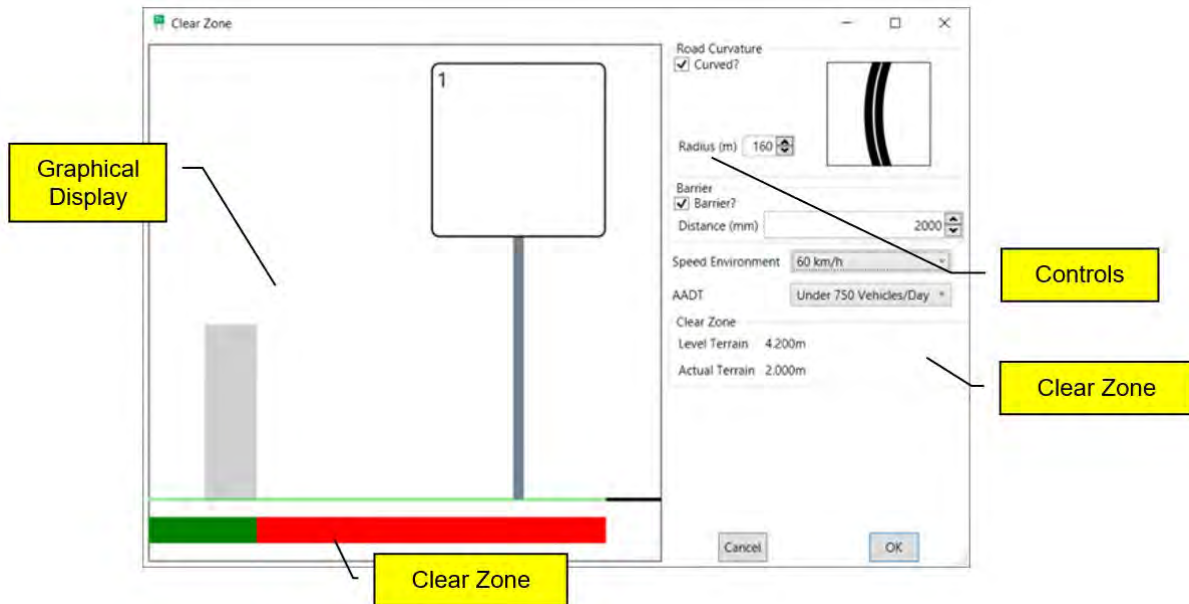 Clear Zone
1
Road Curvature
Curved?
Radius (m) 160
Barrier
Barrier?
Distance (mm) 2000
Speed Environment 60 km/h
AADT Under 750 Vehicles/Day
Clear Zone
Level Terrain 4.200m
Actual Terrain 2.000m
Cancel OK
Graphical
Display
Controls
Clear Zone
Clear Zone